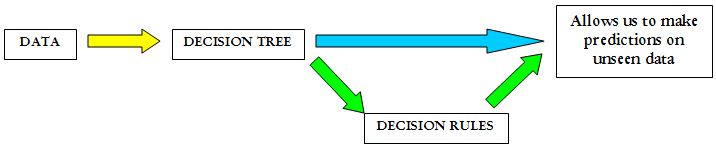 DATA
DECISION TREE
Allows us to make
predictions on
unseen data
DECISION RULES